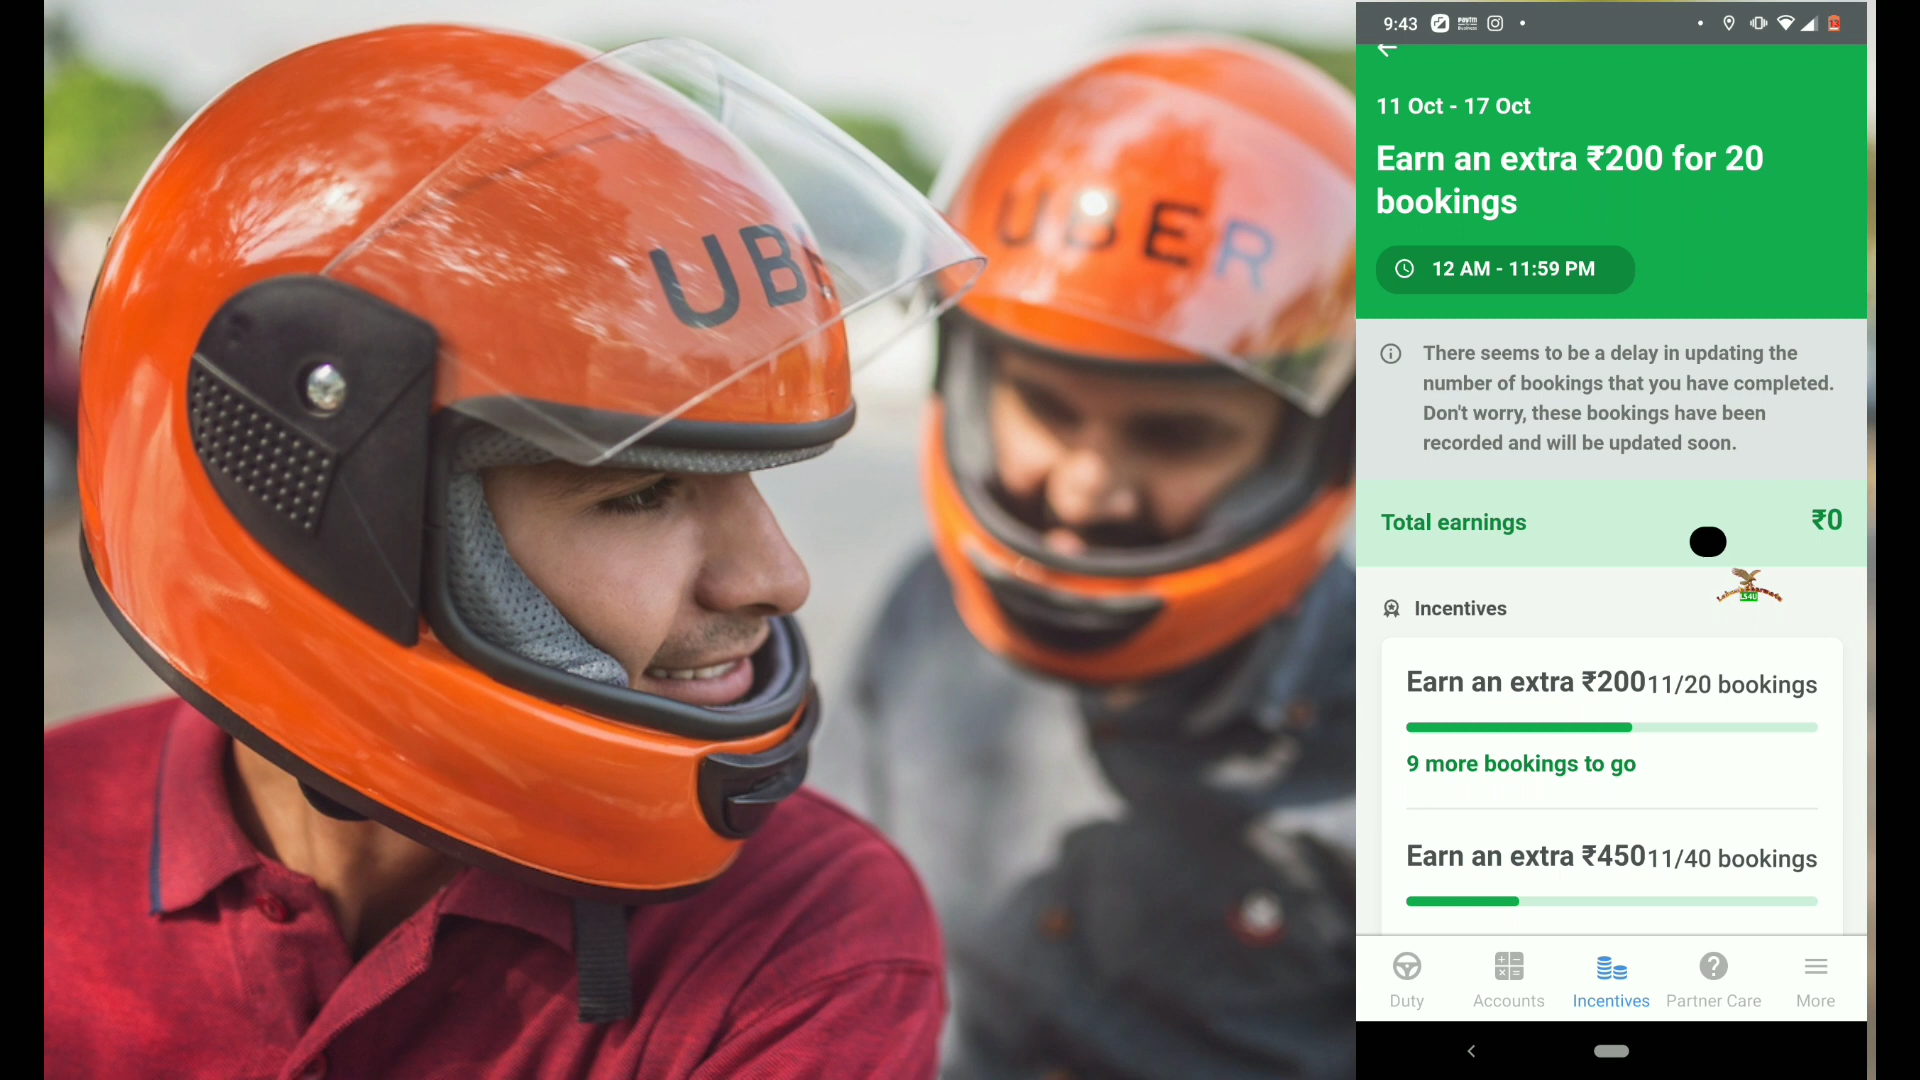 UBE
UBER
9:43
13
11 Oct - 17 Oct
Earn an extra ₹200 for 20
bookings
12 AM - 11:59 PM
There seems to be a delay in updating the
number of bookings that you have completed.
Don't worry, these bookings have been
recorded and will be updated soon.
Total earnings ₹0
LS4U
Incentives
Earn an extra ₹200 11/20 bookings
9 more bookings to go
Earn an extra ₹450 11/40 bookings
Duty Accounts Incentives Partner Care More